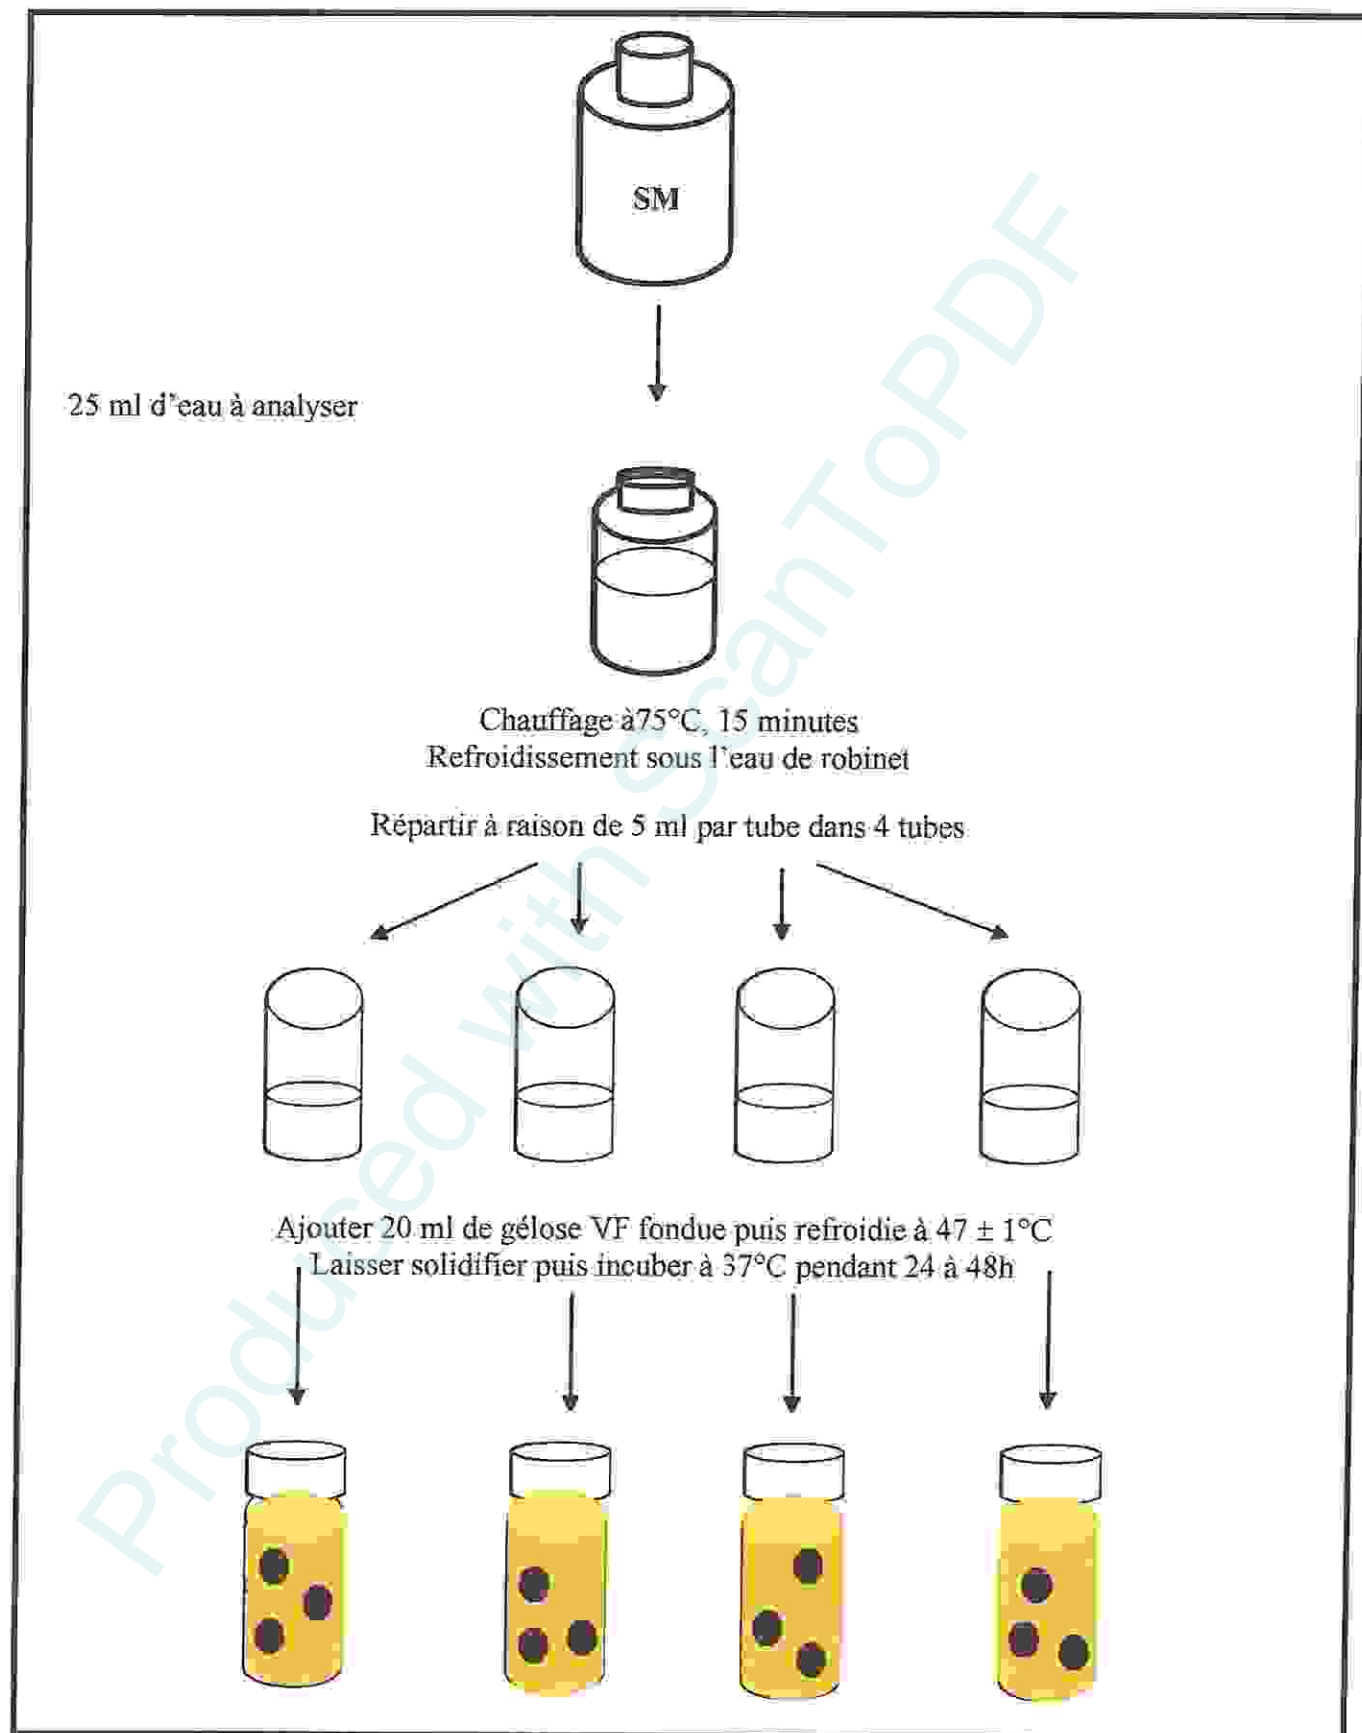 SM
25 ml d'eau à analyser
Chauffage à75°C, 15 minutes
Refroidissement sous l'eau de robinet
Répartir à raison de 5 ml par tube dans 4 tubes
Ajouter 20 ml de gélose VF fondue puis refroidie à 47 ± 1°C
Laisser solidifier puis incuber à 37°C pendant 24 à 48h
Produced with ScanToPDF